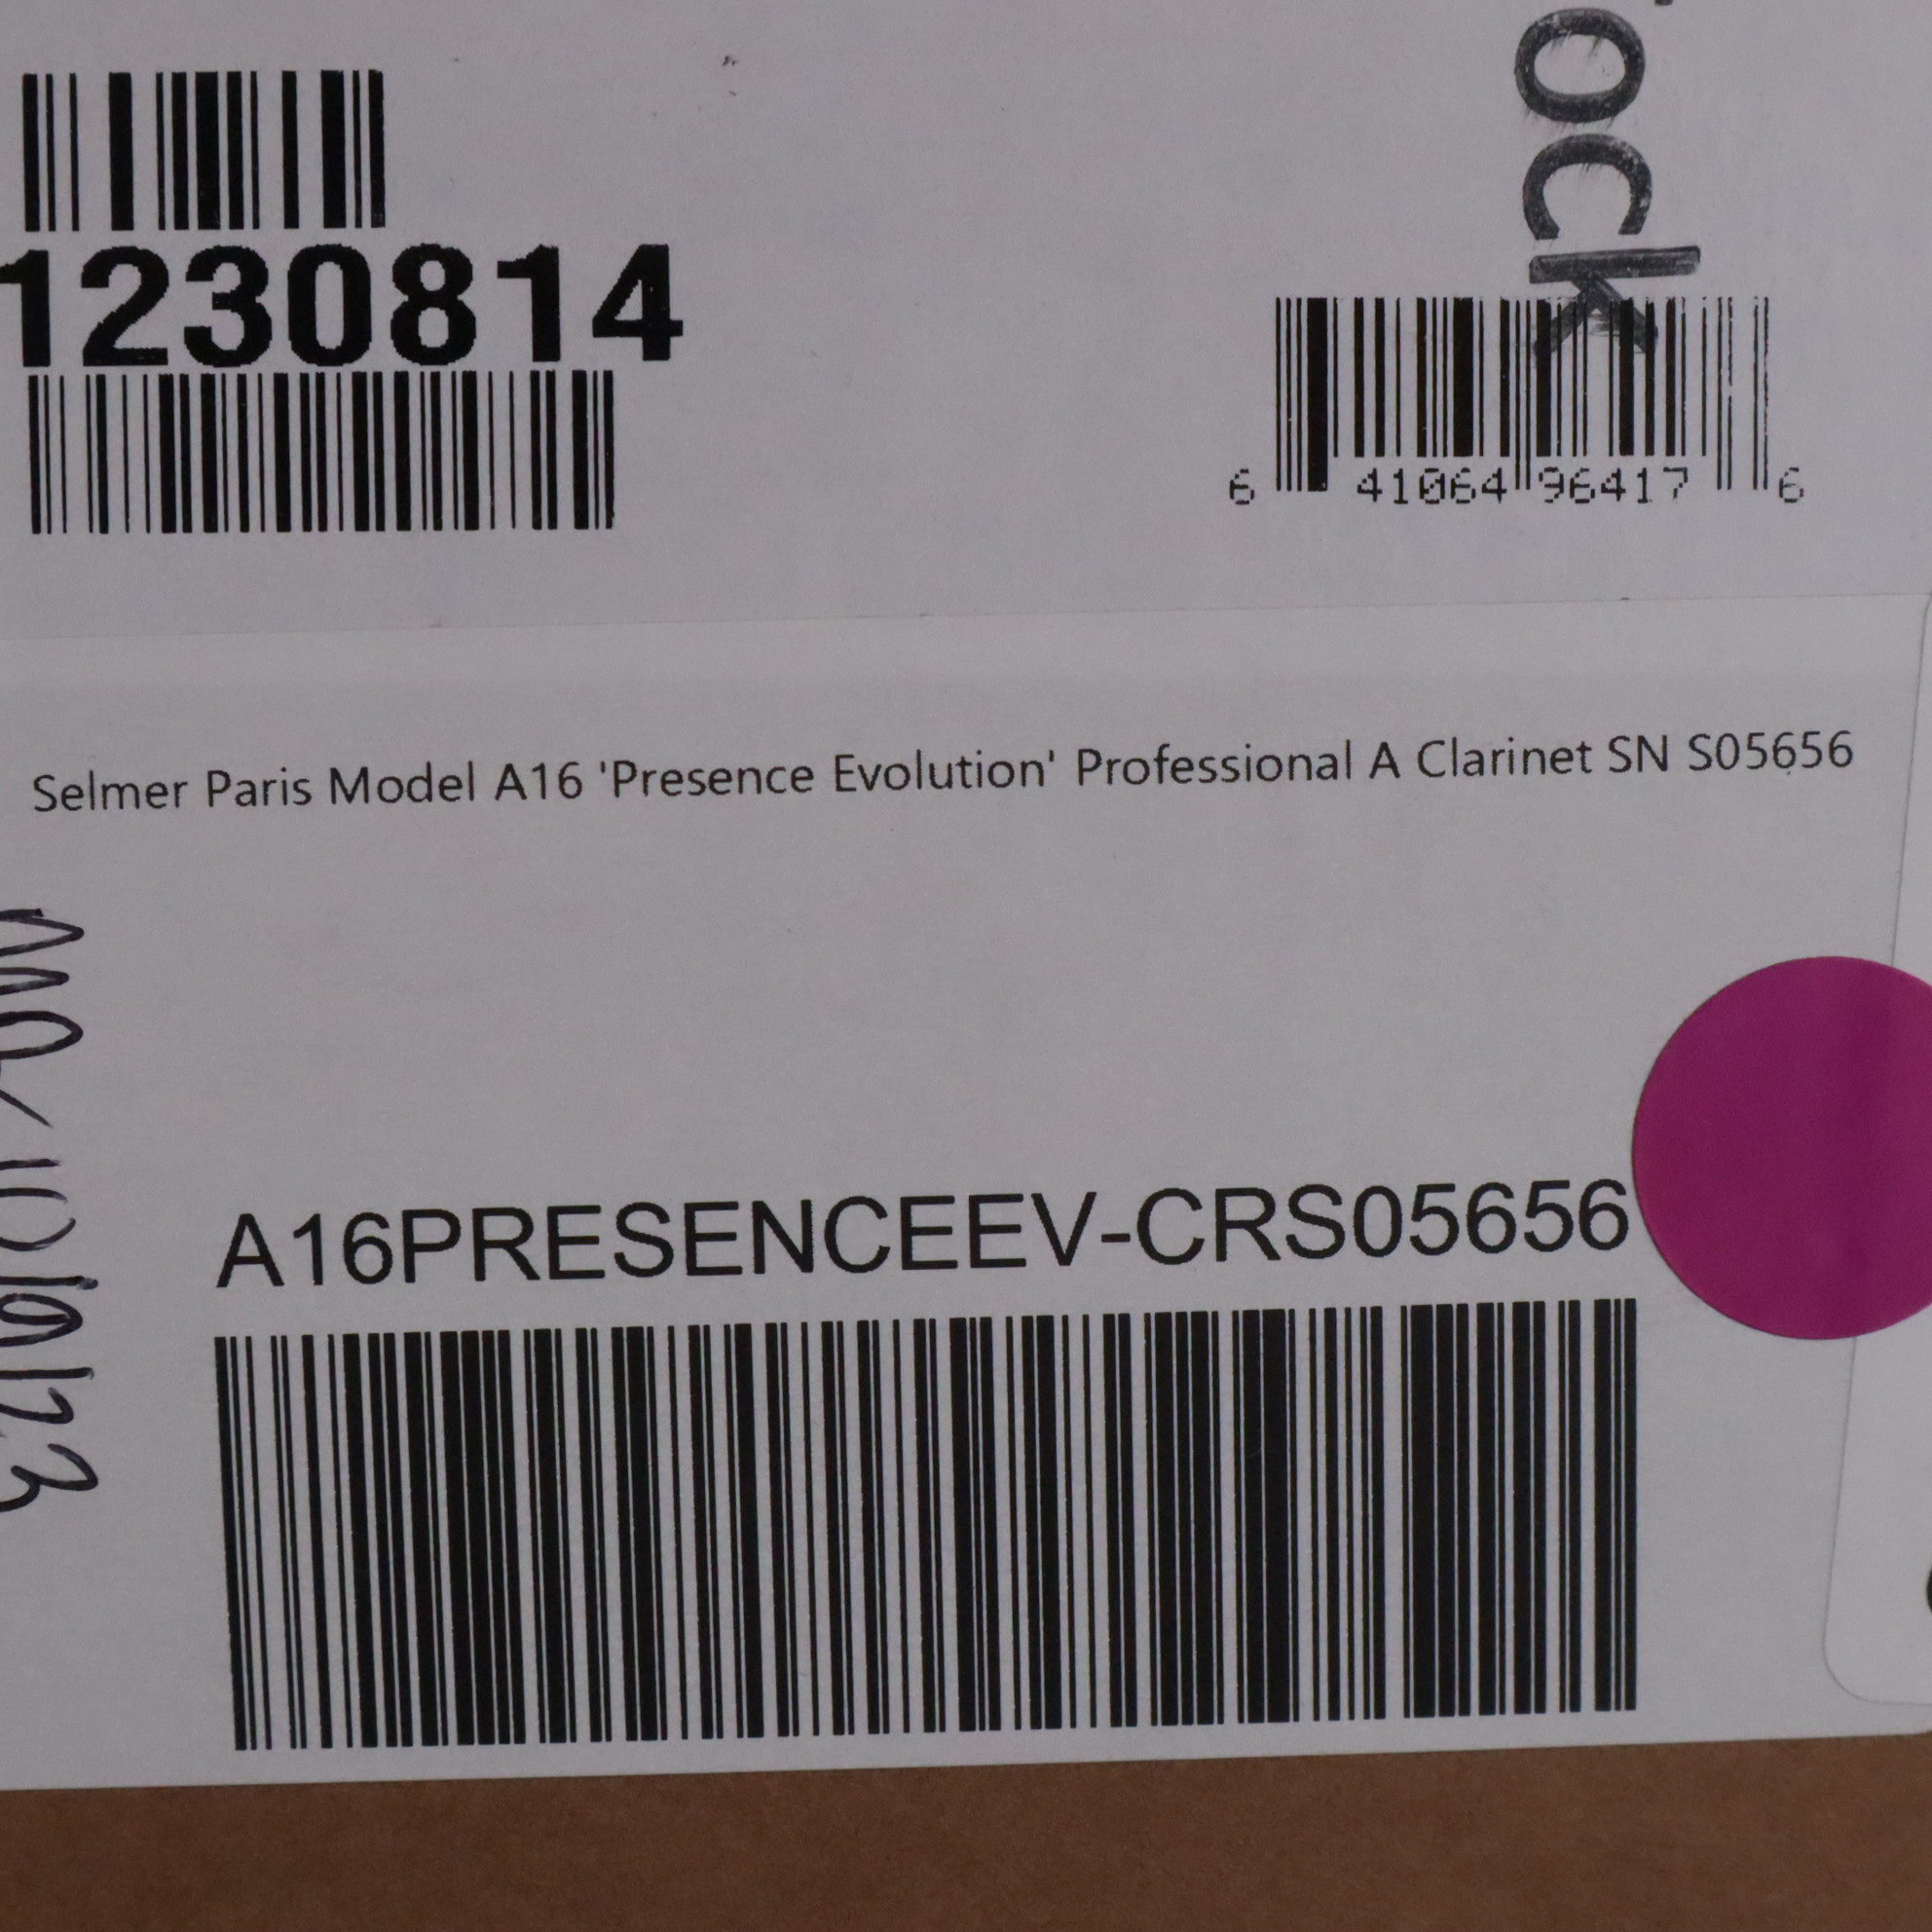 ock
1230814
6 41064 96417 6
Selmer Paris Model A16 'Presence Evolution' Professional A Clarinet SN S05656
A16PRESENCEEV-CRS05656